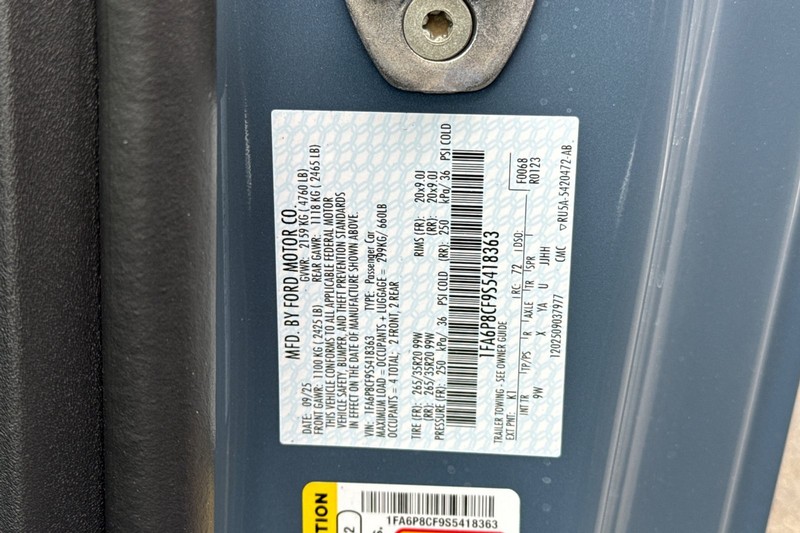 MFD. BY FORD MOTOR CO.
DATE: 09/25 GVWR: 2159 KG ( 4760 LB)
FRONT GAWR: 1100 KG ( 2425 LB) REAR GAWR: 1118 KG ( 2465 LB)
THIS VEHICLE CONFORMS TO ALL APPLICABLE FEDERAL MOTOR
VEHICLE SAFETY, BUMPER, AND THEFT PREVENTION STANDARDS
IN EFFECT ON THE DATE OF MANUFACTURE SHOWN ABOVE.
VIN: 1FA6P8CF9S5418363 TYPE: Passenger Car
MAXIMUM LOAD = OCCUPANTS + LUGGAGE = 299KG/ 660LB
OCCUPANTS = 4 TOTAL: 2 FRONT, 2 REAR
TIRE (FR): 265/35R20 99W RIMS (FR): 20x9.0J
(RR): 265/35R20 99W (RR): 20x9.0J
PRESSURE (FR): 250 kPa/ 36 PSI COLD (RR): 250 kPa/ 36 PSI COLD
1FA6P8CF9S5418363
TRAILER TOWING - SEE OWNER GUIDE
EXT PNT: K1 RC: 72 DSO: F0068
R0123
INT TR TP/PS R AXLE TR SPR
9W X YA U JJHH
1202509037977 CMC ▽RU5A-5420472-AB
1FA6P8CF9S5418363